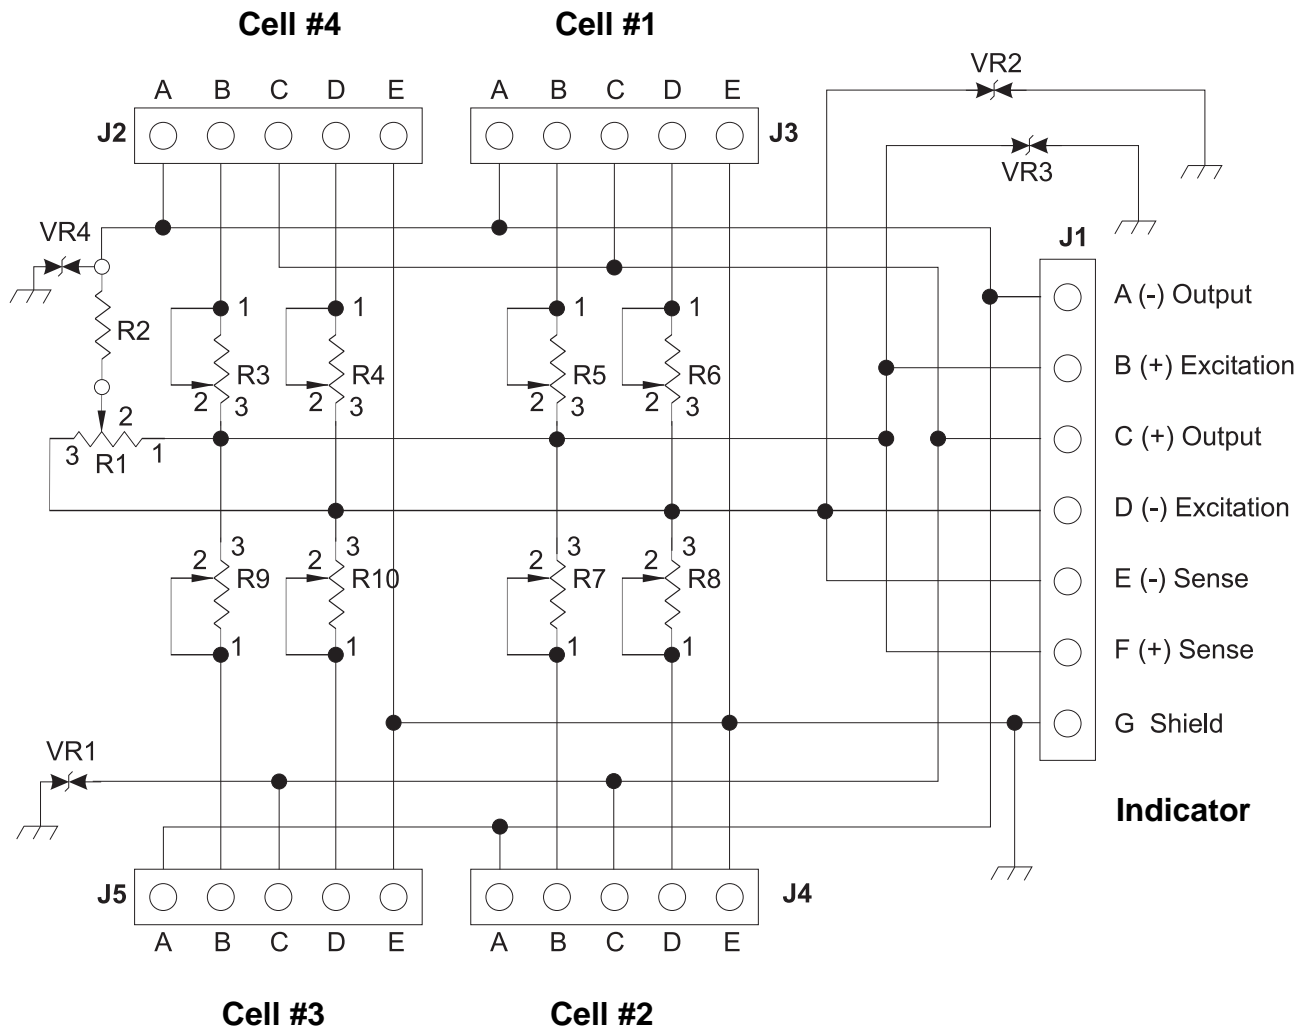 Cell #4 Cell #1
VR2
A B C D E A B C D E
J2 J3
VR3
VR4 J1
1 1 1 1 A (-) Output
R2
R3 R4 R5 R6 B (+) Excitation
2 3 2 3 2 3 2 3
2
3 R1 1 C (+) Output
D (-) Excitation
3 3 3 3
2 R9 2 R10 2 R7 2 R8 E (-) Sense
1 1 1 1 F (+) Sense
G Shield
VR1
Indicator
J5 J4
A B C D E A B C D E
Cell #3 Cell #2